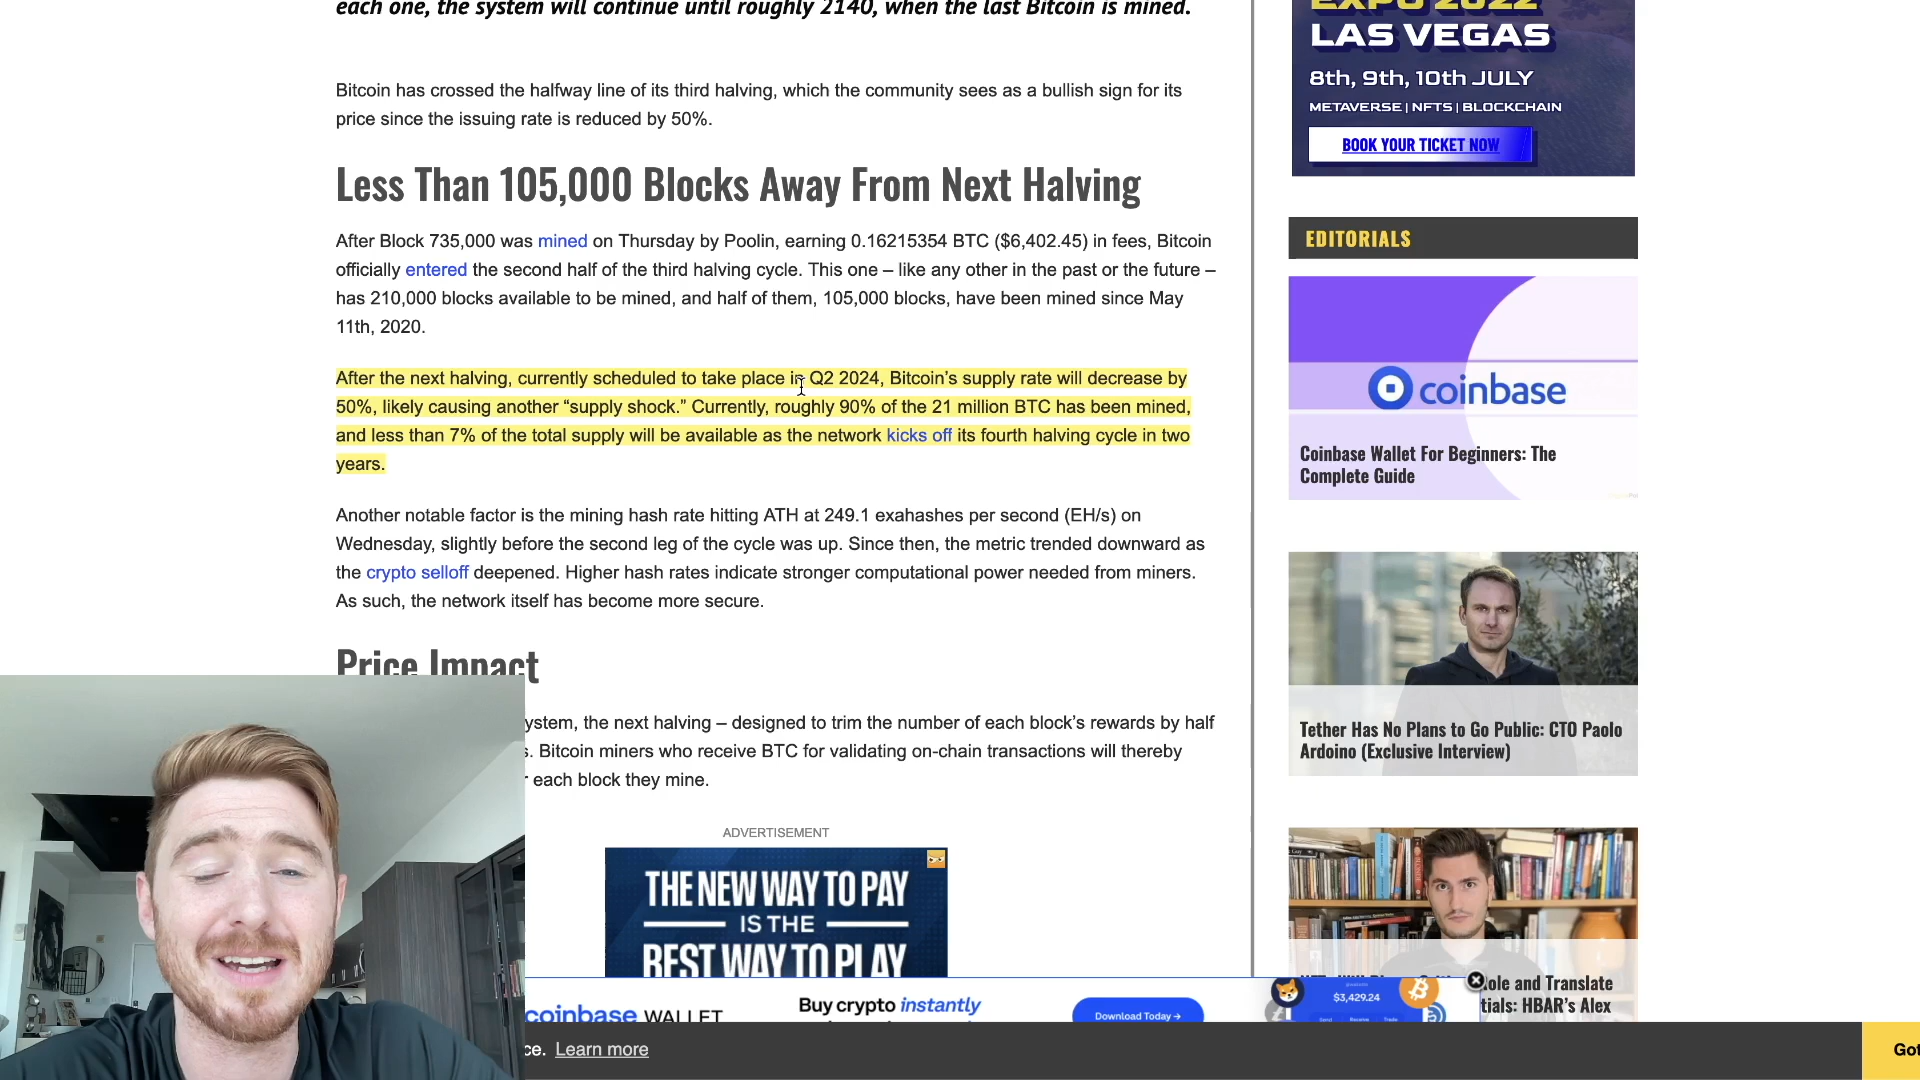 each one, the system will continue until roughly 2140, when the last Bitcoin is mined.
Bitcoin has crossed the halfway line of its third halving, which the community sees as a bullish sign for its
price since the issuing rate is reduced by 50%.
Less Than 105,000 Blocks Away From Next Halving
After Block 735,000 was mined on Thursday by Poolin, earning 0.16215354 BTC ($6,402.45) in fees, Bitcoin
officially entered the second half of the third halving cycle. This one – like any other in the past or the future –
has 210,000 blocks available to be mined, and half of them, 105,000 blocks, have been mined since May
11th, 2020.
After the next halving, currently scheduled to take place in Q2 2024, Bitcoin’s supply rate will decrease by
50%, likely causing another “supply shock.” Currently, roughly 90% of the 21 million BTC has been mined,
and less than 7% of the total supply will be available as the network kicks off its fourth halving cycle in two
years.
Another notable factor is the mining hash rate hitting ATH at 249.1 exahashes per second (EH/s) on
Wednesday, slightly before the second leg of the cycle was up. Since then, the metric trended downward as
the crypto selloff deepened. Higher hash rates indicate stronger computational power needed from miners.
As such, the network itself has become more secure.
Price Impact
ystem, the next halving – designed to trim the number of each block’s rewards by half
s. Bitcoin miners who receive BTC for validating on-chain transactions will thereby
each block they mine.
ADVERTISEMENT
THE NEW WAY TO PAY
IS THE
BEST WAY TO PLAY
coinbase WALLET
Buy crypto instantly
Download Today →
$3,429.24
ce. Learn more
Got
EXPO 2022
LAS VEGAS
8th, 9th, 10th JULY
METAVERSE | NFTS | BLOCKCHAIN
BOOK YOUR TICKET NOW
EDITORIALS
coinbase
Coinbase Wallet For Beginners: The
Complete Guide
Tether Has No Plans to Go Public: CTO Paolo
Ardoino (Exclusive Interview)
Role and Translate
tials: HBAR’s Alex